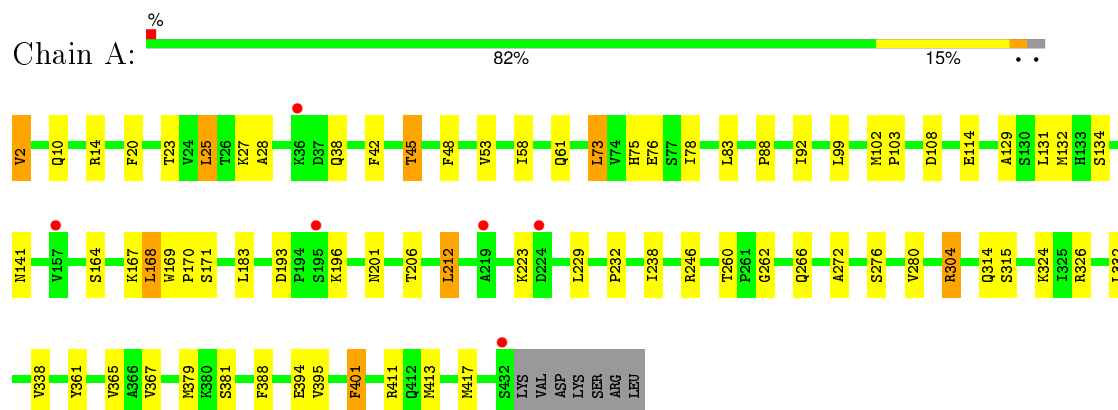 %
Chain A:
82% 15% • •
V2 Q10 R14 F20 T23 V24 L25 T26 K27 A28 K36 D37 Q38 F42 T45 F48 V53 I58 Q61 L73 V74 H75 E76 S77 I78 L83 P88 I92 L99 M102 P103 D108 E114 A129 S130 L131 M132 H133 S134
N141 V157 S164 K167 L168 W169 P170 S171 L183 D193 P194 S195 K196 N201 T206 L212 A219 K223 D224 L229 P232 I238 R246 T260 P261 G262 Q266 A272 S276 V280 R304 Q314 S315 K324 I325 R326
V338 Y361 V365 A366 V367 M379 K380 S381 F388 E394 V395 F401 R411 Q412 M413 M417 S432 LYS VAL ASP LYS SER ARG LEU